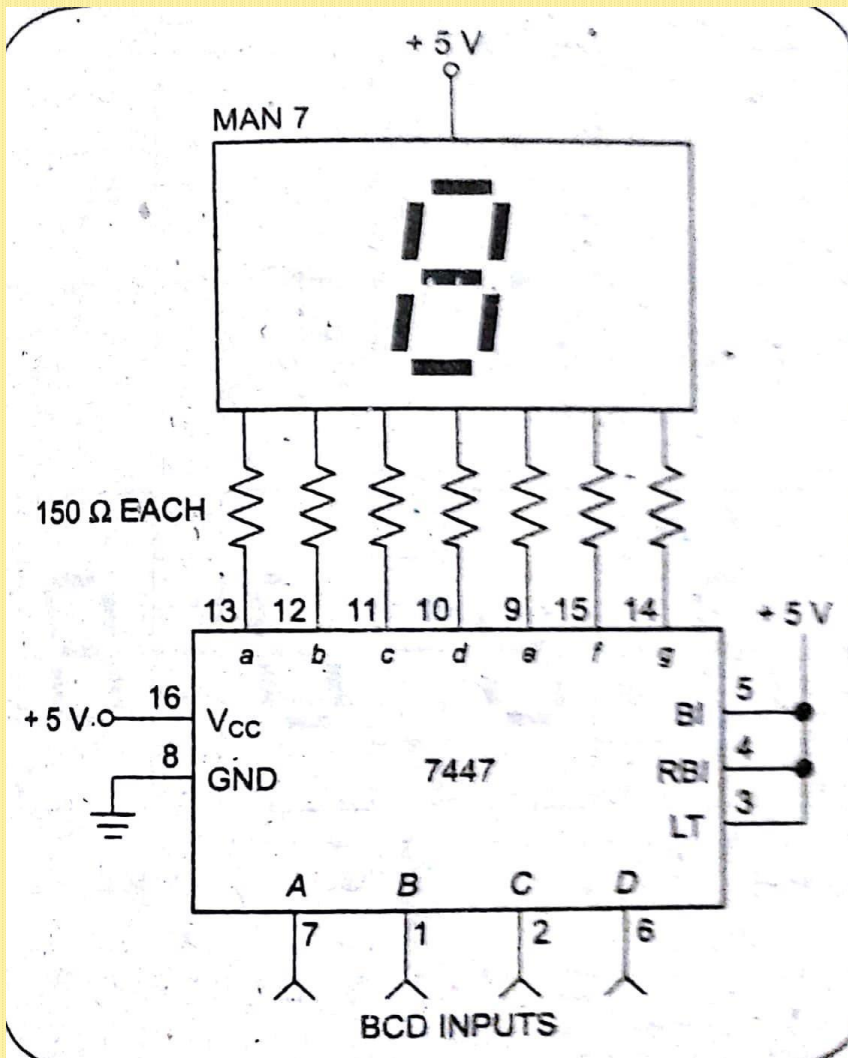 + 5 V
MAN 7
150 Ω EACH
13 12 11 10 9 15 14
+ 5 V
a b c d e f g
16
+ 5 V
V_CC
5
BI
8
GND
7447
4
RBI
3
LT
A B C D
7 1 2 6
BCD INPUTS